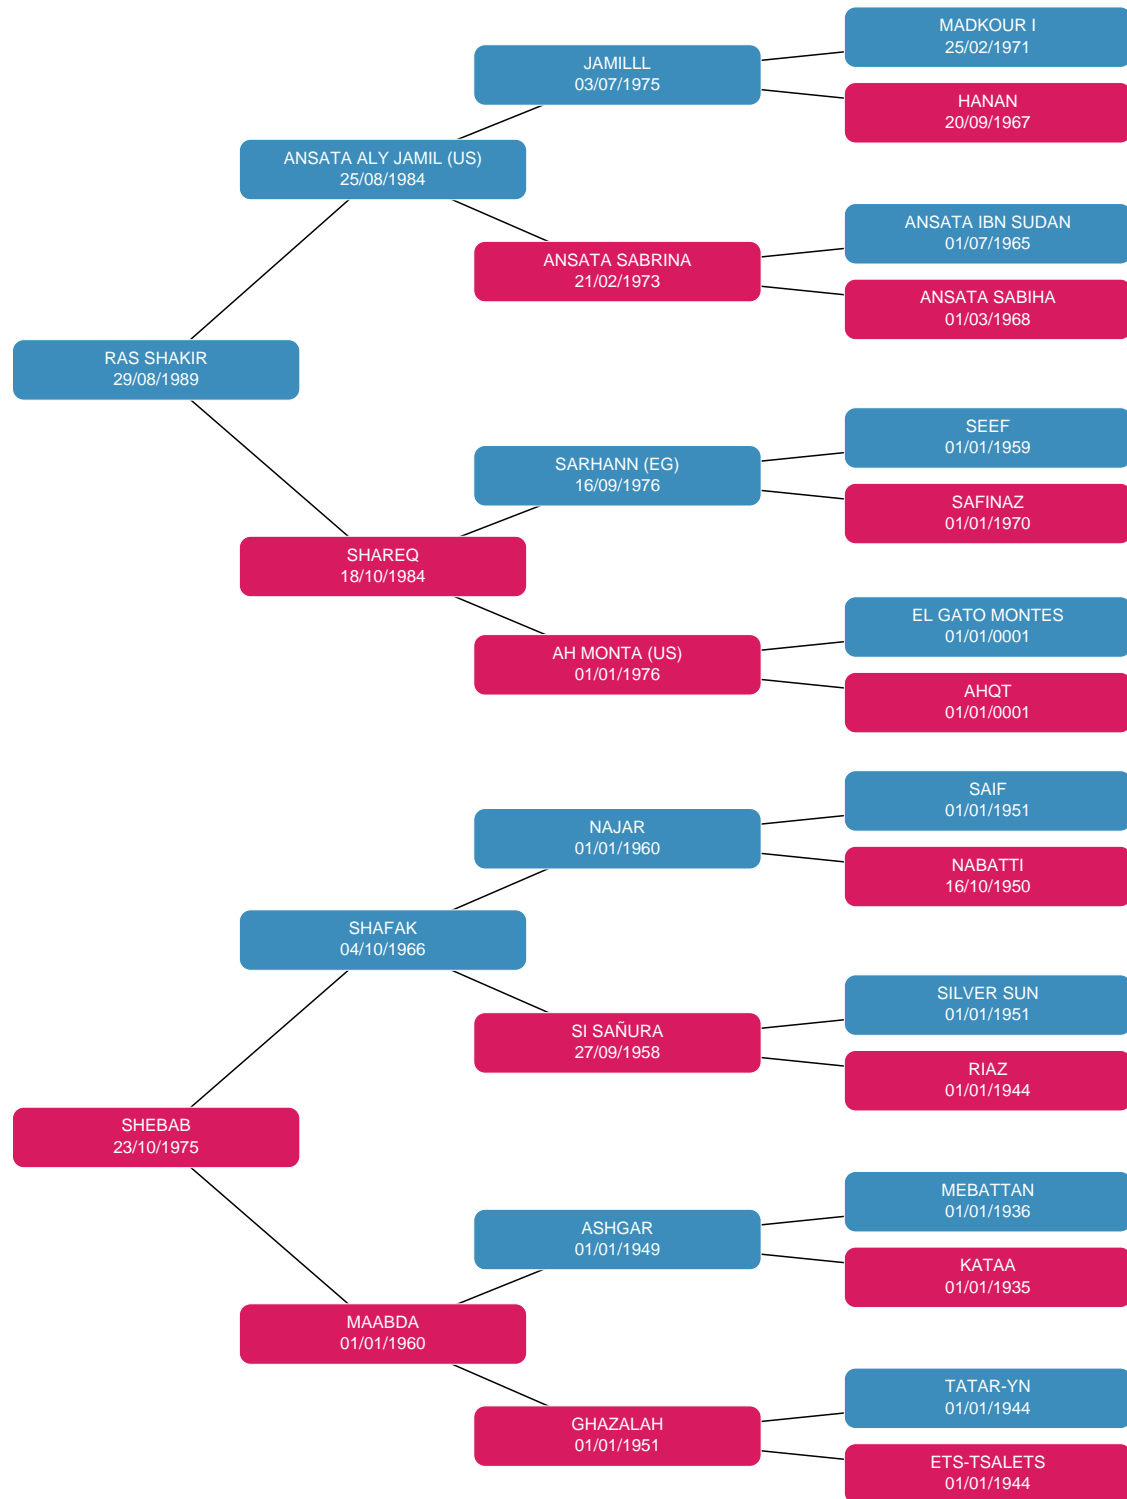 MADKOUR I
25/02/1971
JAMILLL
03/07/1975
HANAN
20/09/1967
ANSATA ALY JAMIL (US)
25/08/1984
ANSATA IBN SUDAN
01/07/1965
ANSATA SABRINA
21/02/1973
ANSATA SABIHA
01/03/1968
RAS SHAKIR
29/08/1989
SEEF
01/01/1959
SARHANN (EG)
16/09/1976
SAFINAZ
01/01/1970
SHAREQ
18/10/1984
EL GATO MONTES
01/01/0001
AH MONTA (US)
01/01/1976
AHQT
01/01/0001
SAIF
01/01/1951
NAJAR
01/01/1960
NABATTI
16/10/1950
SHAFAK
04/10/1966
SILVER SUN
01/01/1951
SI SAÑURA
27/09/1958
RIAZ
01/01/1944
SHEBAB
23/10/1975
MEBATTAN
01/01/1936
ASHGAR
01/01/1949
KATAA
01/01/1935
MAABDA
01/01/1960
TATAR-YN
01/01/1944
GHAZALAH
01/01/1951
ETS-TSALETS
01/01/1944